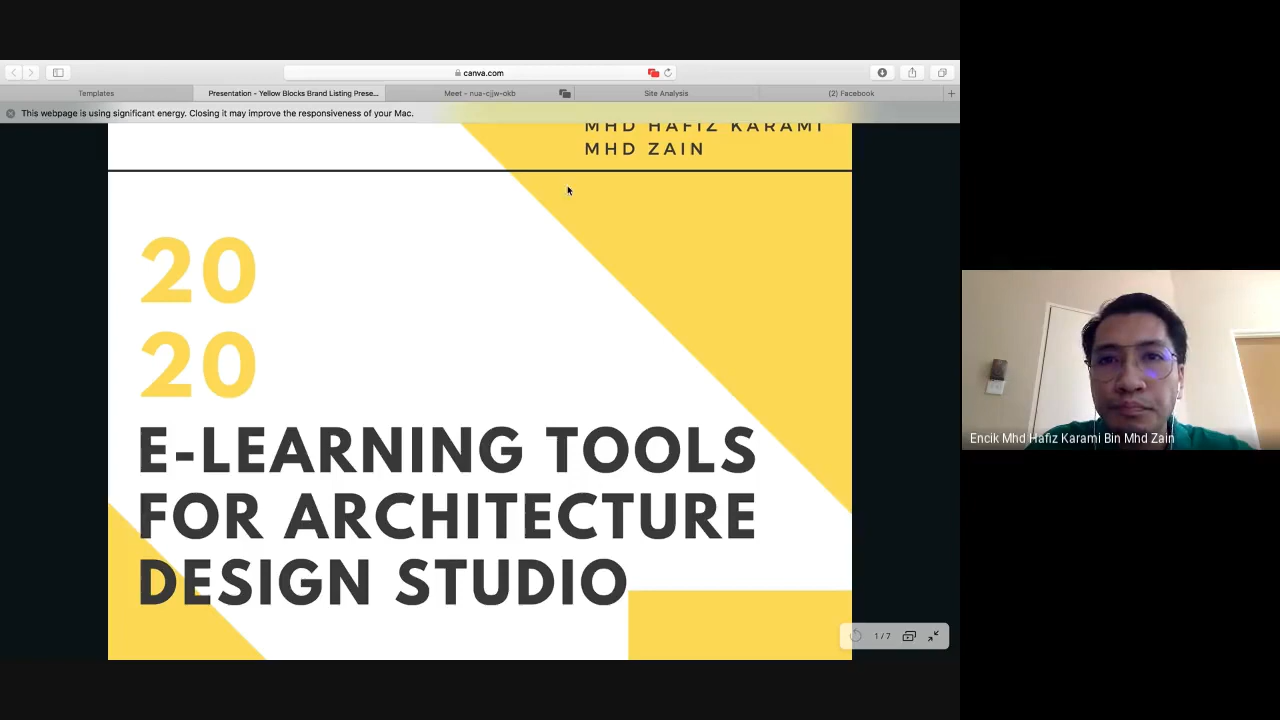 canva.com
Templates
Presentation - Yellow Blocks Brand Listing Prese...
Meet - nua-cjjw-okb
Site Analysis
(2) Facebook
This webpage is using significant energy. Closing it may improve the responsiveness of your Mac.
MHD HAFIZ KARAMI
MHD ZAIN
20
20
E-LEARNING TOOLS
FOR ARCHITECTURE
DESIGN STUDIO
1/7
Encik Mhd Hafiz Karami Bin Mhd Zain